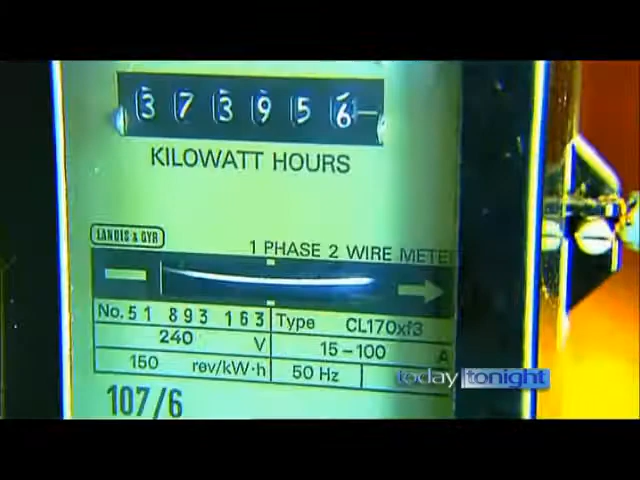 373956
KILOWATT HOURS
LANDIS & GYR
1 PHASE 2 WIRE METE
No. 51 893 163 Type CL170xf3
240 V 15-100 A
150 rev/kW·h 50 Hz
today tonight
107/6